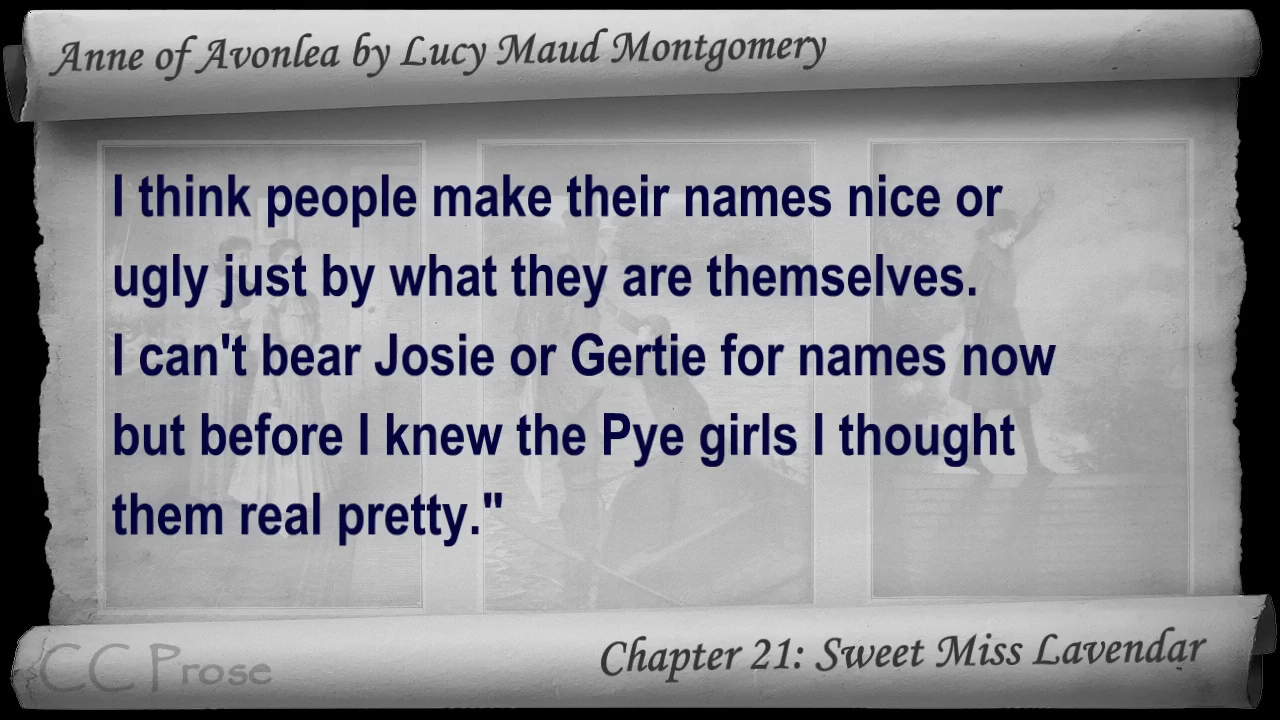 Anne of Avonlea by Lucy Maud Montgomery
I think people make their names nice or
ugly just by what they are themselves.
I can't bear Josie or Gertie for names now
but before I knew the Pye girls I thought
them real pretty."
CC Prose
Chapter 21: Sweet Miss Lavendar